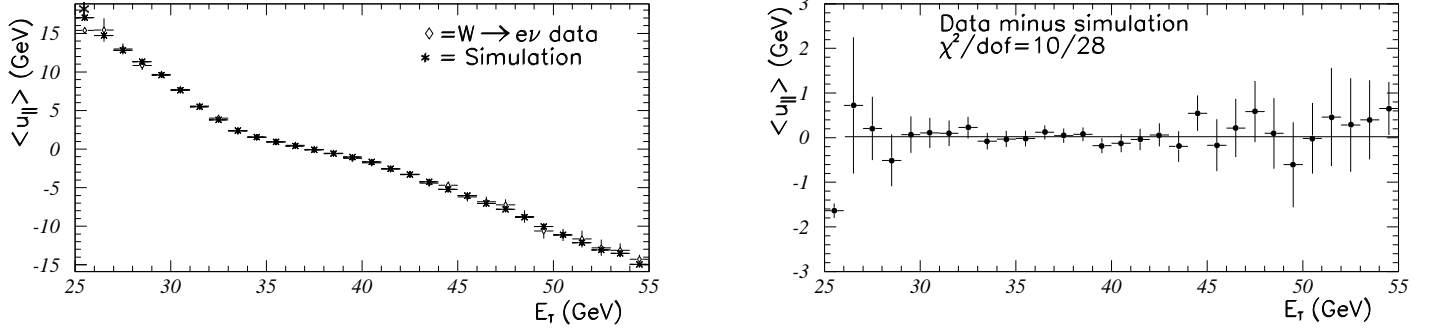 <u||> (GeV)
15
10
5
0
-5
-10
-15
◊ =W → eν data
* = Simulation
25 30 35 40 45 50 55
E_T (GeV)
<u||> (GeV)
3
2
1
0
-1
-2
-3
Data minus simulation
χ²/dof=10/28
25 30 35 40 45 50 55
E_T (GeV)